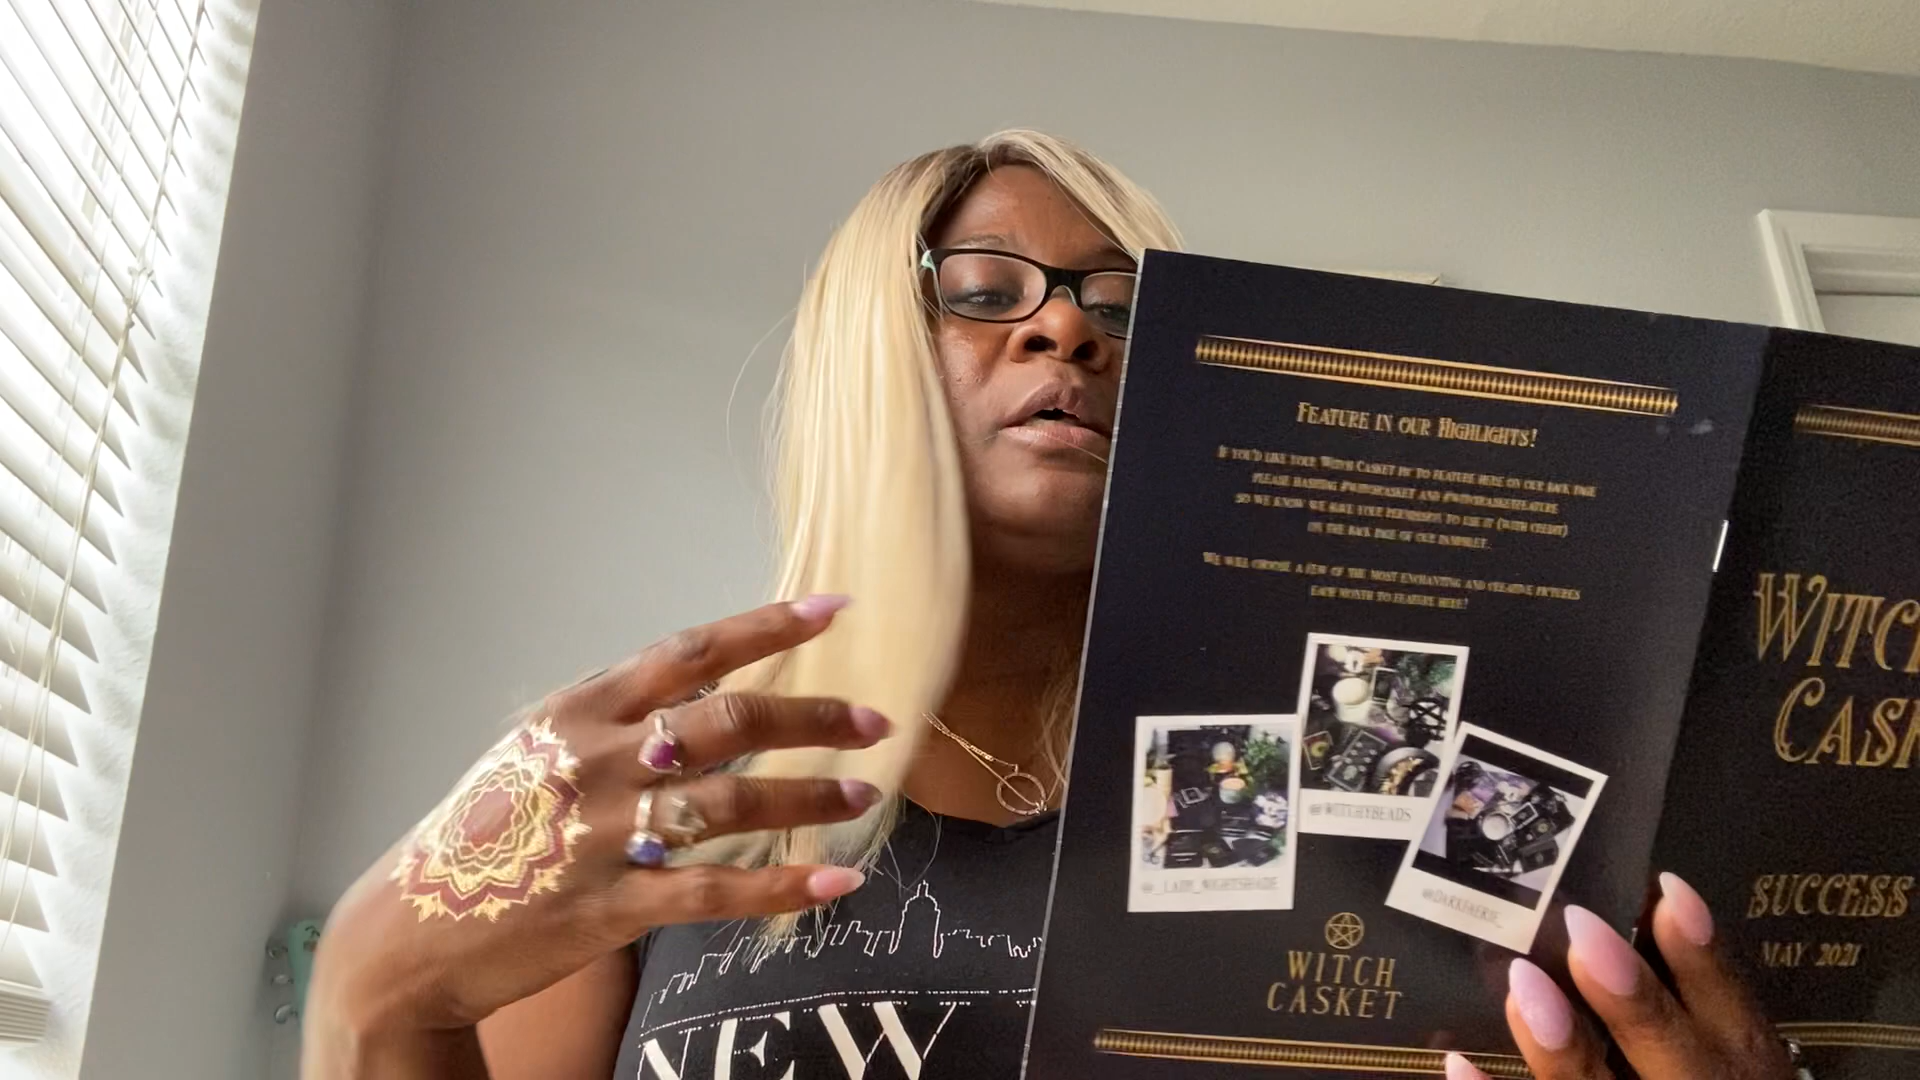 FEATURE IN OUR HIGHLIGHTS!
IF YOU'D LIKE YOUR WITCH CASKET PIC TO FEATURE HERE ON OUR BACK PAGE
PLEASE HASHTAG #WITCHCASKET AND #WITCHCASKETFEATURE
SO WE KNOW WE HAVE YOUR PERMISSION TO USE IT (WITH CREDIT)
ON THE BACK PAGE OF OUR PAMPHLET.
WE WILL CHOOSE A FEW OF THE MOST ENCHANTING AND CREATIVE PICTURES
EACH MONTH TO FEATURE HERE!
@WITCHYBEADS
@_LADY_NIGHTSHADE
@DARKFAERIE_
WITCH
CASKET
WITC
CASK
SUCCESS
MAY 2021
NEW